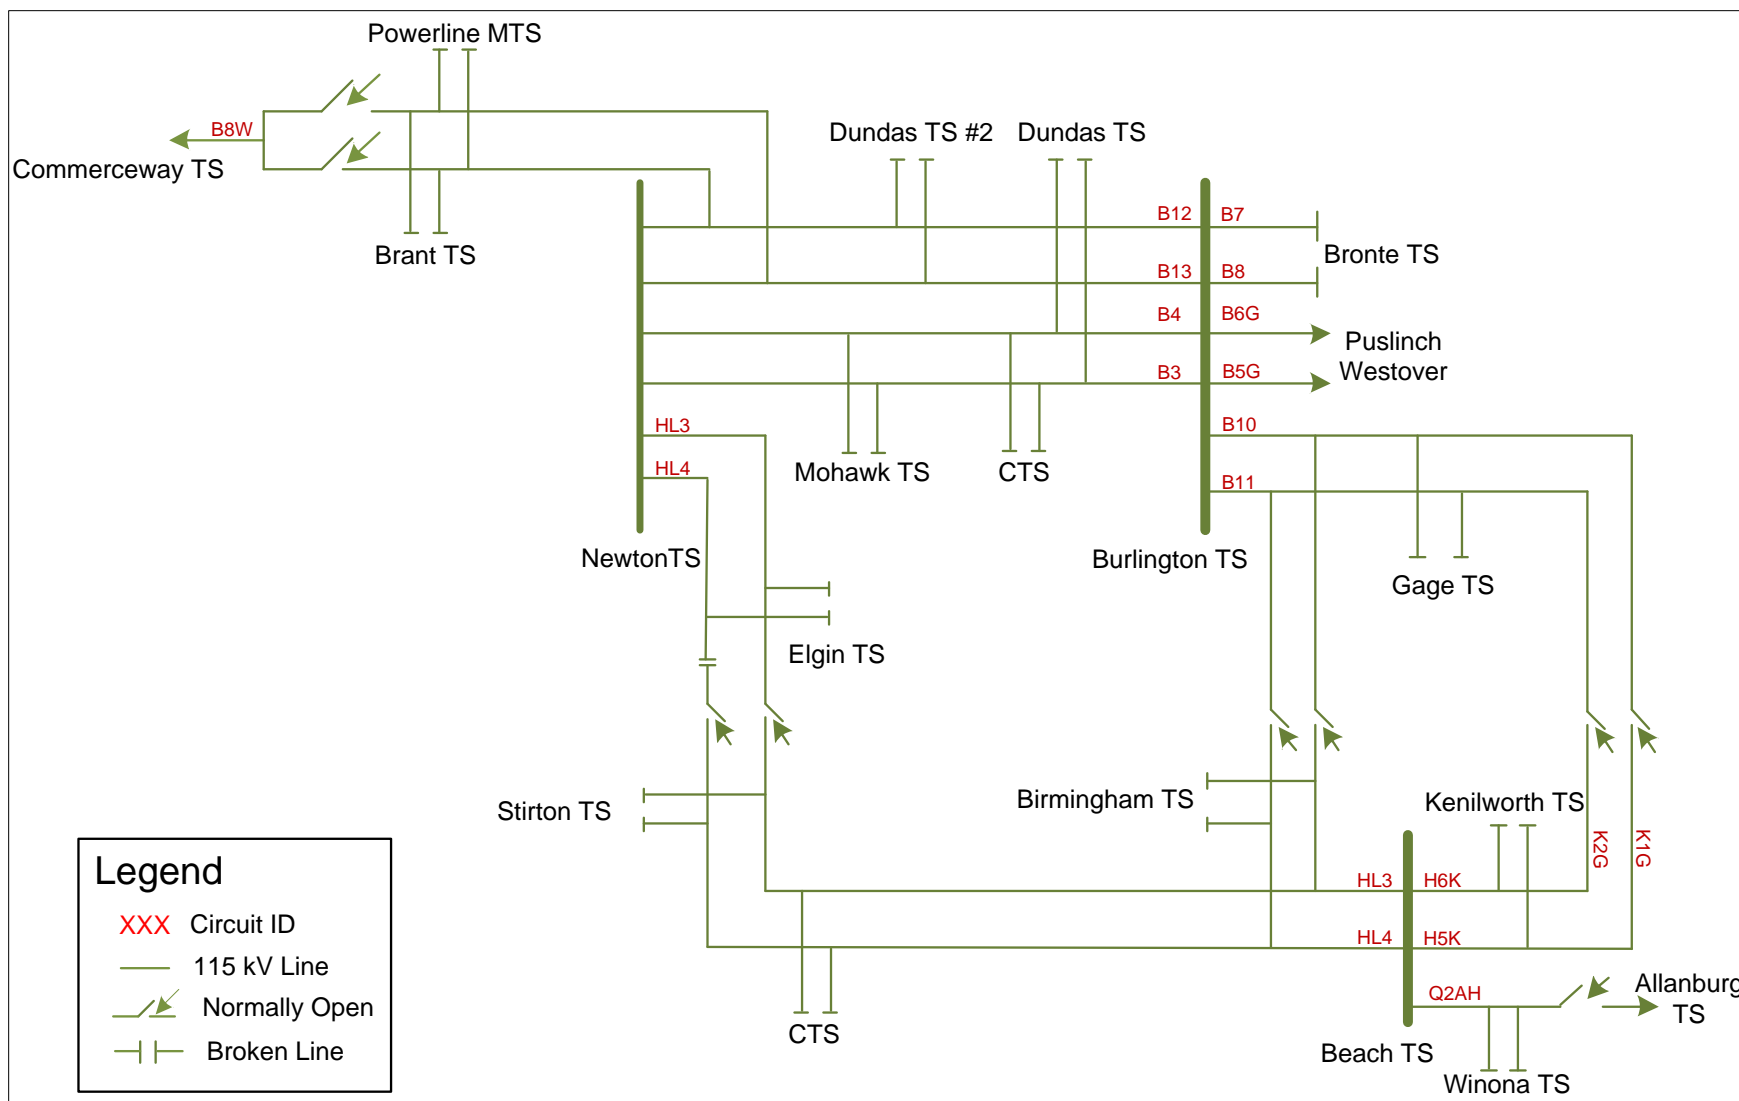 Powerline MTS
B8W
Commerceway TS
Brant TS
Dundas TS #2
Dundas TS
B12
B7
Bronte TS
B13
B8
B4
B6G
Puslinch
Westover
B3
B5G
HL3
B10
HL4
B11
Mohawk TS
CTS
NewtonTS
Burlington TS
Gage TS
Elgin TS
Stirton TS
Birmingham TS
Kenilworth TS
K2G
K1G
HL3
H6K
HL4
H5K
Q2AH
Allanburg
TS
CTS
Beach TS
Winona TS
Legend
XXX Circuit ID
115 kV Line
Normally Open
Broken Line